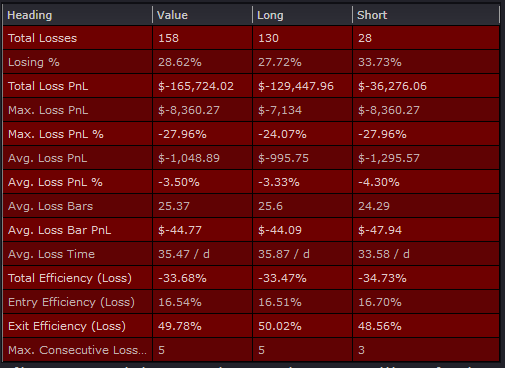 Heading Value Long Short
Total Losses 158 130 28
Losing % 28.62% 27.72% 33.73%
Total Loss PnL $-165,724.02 $-129,447.96 $-36,276.06
Max. Loss PnL $-8,360.27 $-7,134 $-8,360.27
Max. Loss PnL % -27.96% -24.07% -27.96%
Avg. Loss PnL $-1,048.89 $-995.75 $-1,295.57
Avg. Loss PnL % -3.50% -3.33% -4.30%
Avg. Loss Bars 25.37 25.6 24.29
Avg. Loss Bar PnL $-44.77 $-44.09 $-47.94
Avg. Loss Time 35.47 / d 35.87 / d 33.58 / d
Total Efficiency (Loss) -33.68% -33.47% -34.73%
Entry Efficiency (Loss) 16.54% 16.51% 16.70%
Exit Efficiency (Loss) 49.78% 50.02% 48.56%
Max. Consecutive Loss... 5 5 3